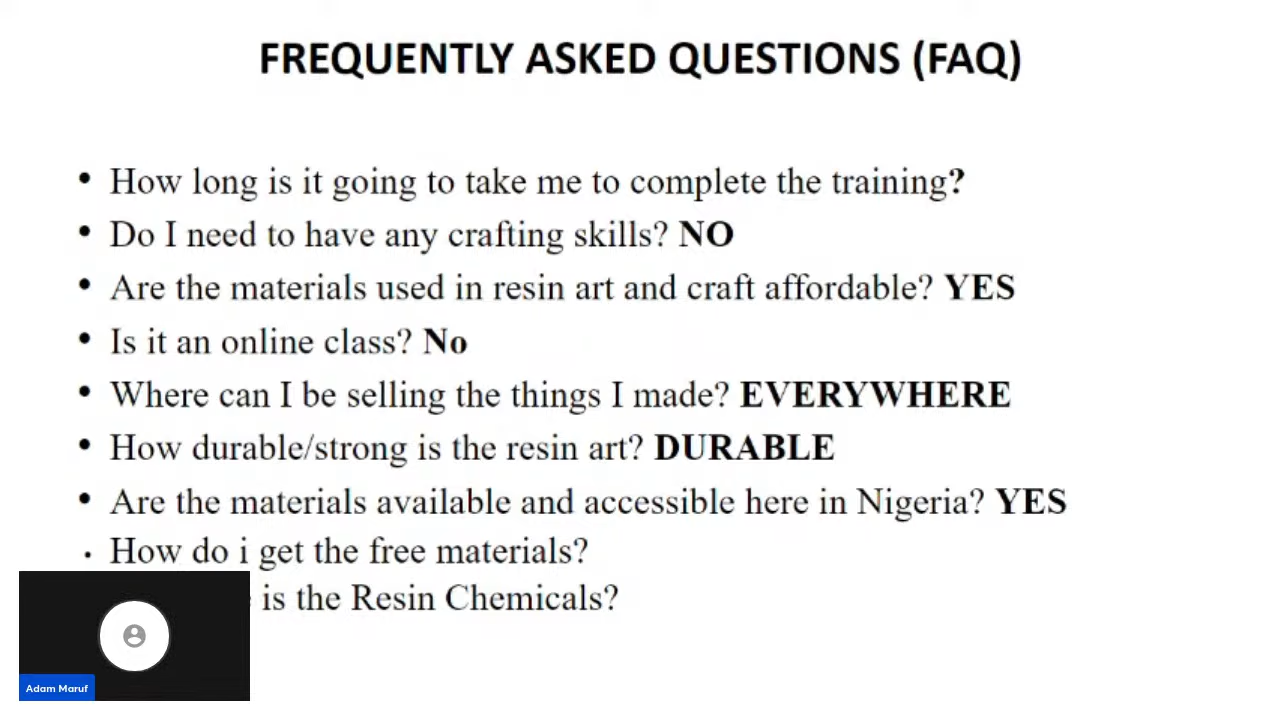 FREQUENTLY ASKED QUESTIONS (FAQ)
• How long is it going to take me to complete the training?
• Do I need to have any crafting skills? NO
• Are the materials used in resin art and craft affordable? YES
• Is it an online class? No
• Where can I be selling the things I made? EVERYWHERE
• How durable/strong is the resin art? DURABLE
• Are the materials available and accessible here in Nigeria? YES
• How do i get the free materials?
is the Resin Chemicals?
Adam Maruf